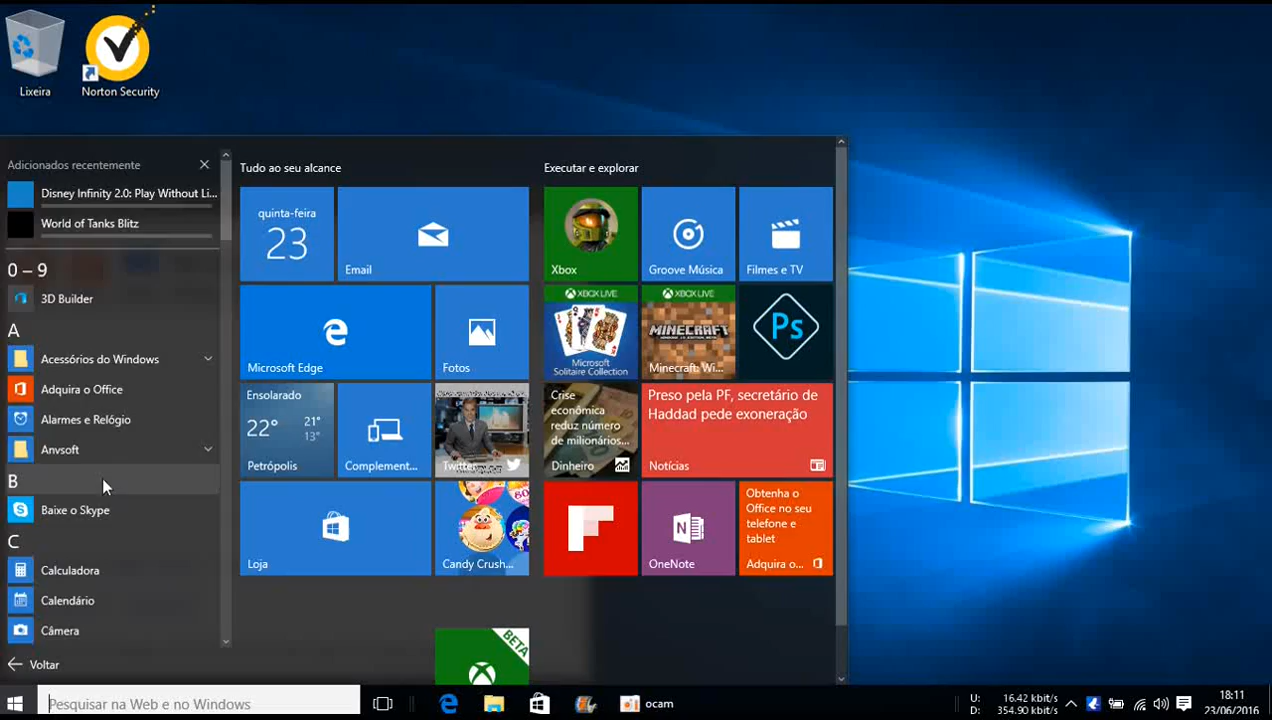 Lixeira
Norton Security
Adicionados recentemente
Disney Infinity 2.0: Play Without Li...
World of Tanks Blitz
0 – 9
3D Builder
A
Acessórios do Windows
Adquira o Office
Alarmes e Relógio
Anvsoft
B
Baixe o Skype
C
Calculadora
Calendário
Câmera
Voltar
Tudo ao seu alcance
quinta-feira
23
Email
Microsoft Edge
Fotos
Ensolarado
22°
21°
13°
Petrópolis
Complement...
Twitter
Loja
Candy Crush...
BETA
Executar e explorar
Xbox
Groove Música
Filmes e TV
XBOX LIVE
Microsoft
Solitaire Collection
XBOX LIVE
MINECRAFT
Minecraft: Wi...
Ps
Crise
econômica
reduz número
de milionários...
Dinheiro
Preso pela PF, secretário de
Haddad pede exoneração
Notícias
OneNote
Obtenha o
Office no seu
telefone e
tablet
Adquira o...
Pesquisar na Web e no Windows
ocam
U: 16.42 kbit/s
D: 354.90 kbit/s
18:11
23/06/2016